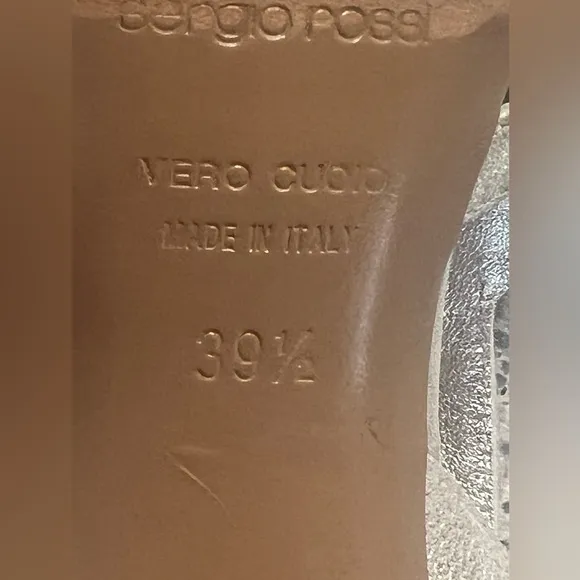 sergio rossi
VERO CUOIO
MADE IN ITALY
39½